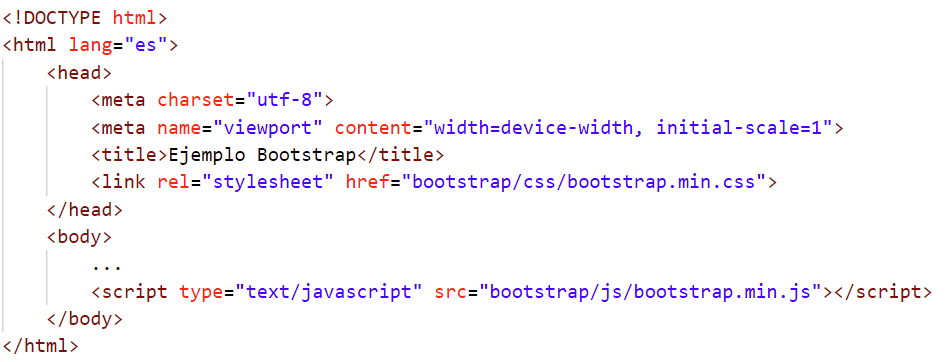 <!DOCTYPE html>
<html lang="es">
    <head>
        <meta charset="utf-8">
        <meta name="viewport" content="width=device-width, initial-scale=1">
        <title>Ejemplo Bootstrap</title>
        <link rel="stylesheet" href="bootstrap/css/bootstrap.min.css">
    </head>
    <body>
        ...
        <script type="text/javascript" src="bootstrap/js/bootstrap.min.js"></script>
    </body>
</html>